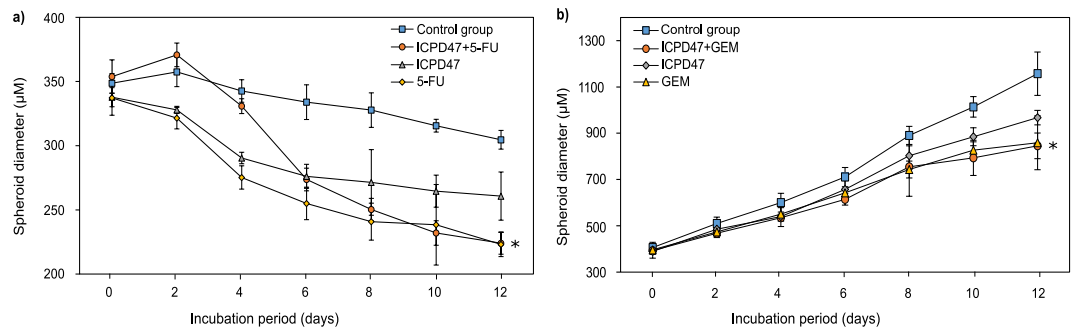 a)
400
350
300
250
200
Spheroid diameter (µM)
Control group
ICPD47+5-FU
ICPD47
5-FU
*
0 2 4 6 8 10 12
Incubation period (days)
b)
1300
1100
900
700
500
300
Spheroid diameter (µM)
Control group
ICPD47+GEM
ICPD47
GEM
*
0 2 4 6 8 10 12
Incubation period (days)